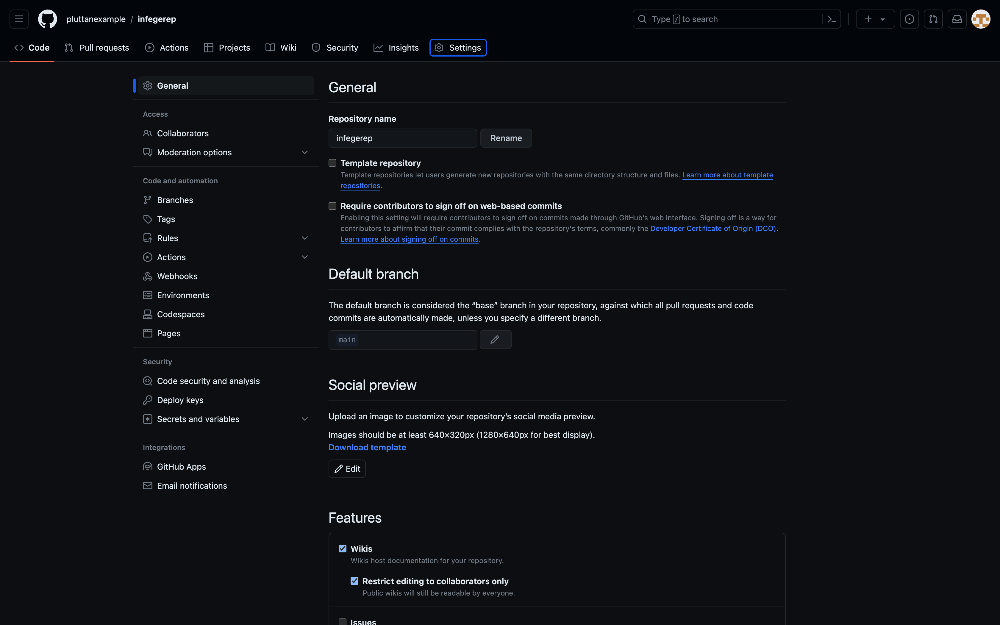 pluttanexample / infegerep
Type / to search
Code
Pull requests
Actions
Projects
Wiki
Security
Insights
Settings
General
Access
Collaborators
Moderation options
Code and automation
Branches
Tags
Rules
Actions
Webhooks
Environments
Codespaces
Pages
Security
Code security and analysis
Deploy keys
Secrets and variables
Integrations
GitHub Apps
Email notifications
General
Repository name
infegerep
Rename
Template repository
Template repositories let users generate new repositories with the same directory structure and files. Learn more about template
repositories.
Require contributors to sign off on web-based commits
Enabling this setting will require contributors to sign off on commits made through GitHub’s web interface. Signing off is a way for
contributors to affirm that their commit complies with the repository's terms, commonly the Developer Certificate of Origin (DCO).
Learn more about signing off on commits.
Default branch
The default branch is considered the “base” branch in your repository, against which all pull requests and code
commits are automatically made, unless you specify a different branch.
main
Social preview
Upload an image to customize your repository’s social media preview.
Images should be at least 640×320px (1280×640px for best display).
Download template
Edit
Features
Wikis
Wikis host documentation for your repository.
Restrict editing to collaborators only
Public wikis will still be readable by everyone.
Issues